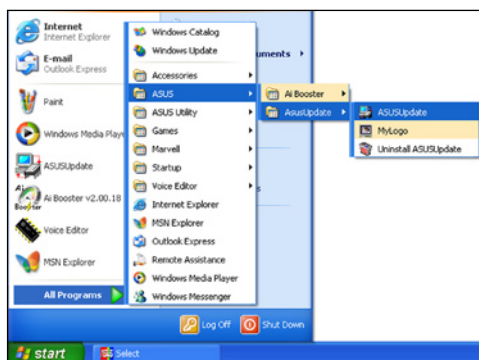 Internet
Internet Explorer
E-mail
Outlook Express
Paint
Windows Media Play
ASUSUpdate
Ai Booster v2.00.18
Voice Editor
MSN Explorer
All Programs
uments
s
Windows Catalog
Windows Update
Accessories
ASUS
ASUS Utility
Games
Marvell
Startup
Voice Editor
Internet Explorer
MSN Explorer
Outlook Express
Remote Assistance
Windows Media Player
Windows Messenger
Ai Booster
AsusUpdate
ASUSUpdate
MyLogo
Uninstall ASUSUpdate
Log Off
Shut Down
start
Select